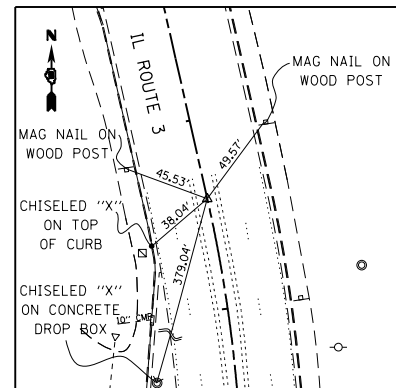 N
IL ROUTE 3
MAG NAIL ON
WOOD POST
MAG NAIL ON
WOOD POST
45.53'
49.57'
CHISELED "X"
ON TOP
OF CURB
38.04'
379.04'
CHISELED "X"
ON CONCRETE
DROP BOX
10" CMP